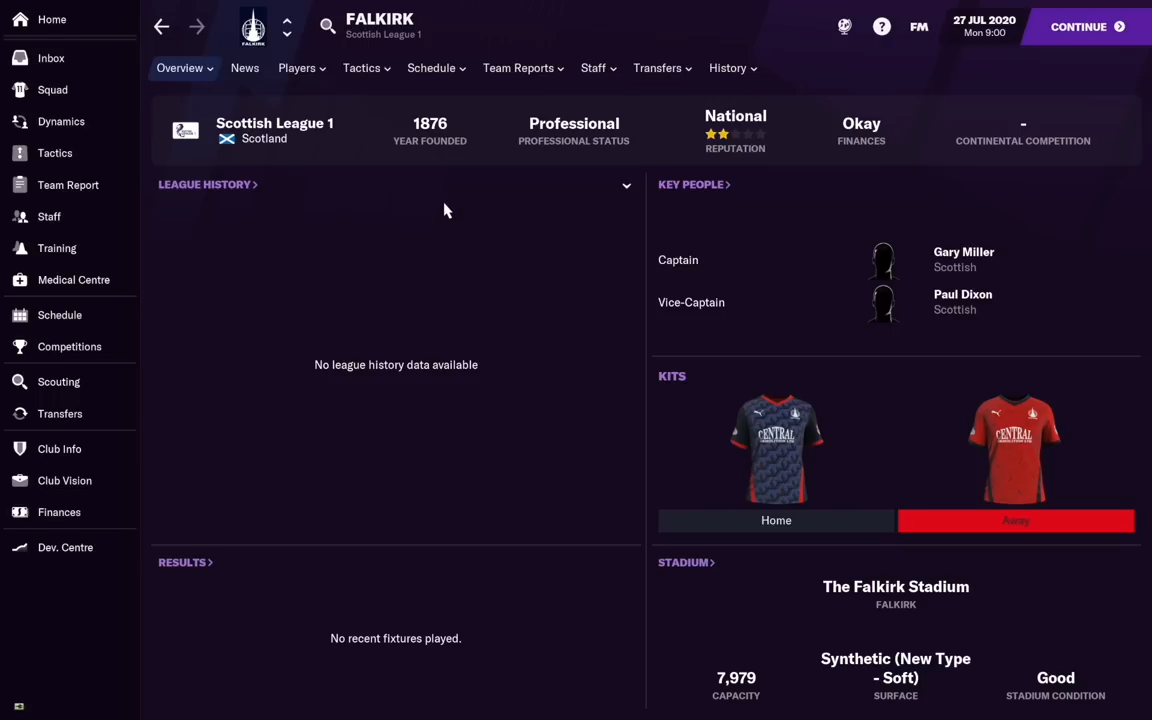 Home
Inbox
Squad
Dynamics
Tactics
Team Report
Staff
Training
Medical Centre
Schedule
Competitions
Scouting
Transfers
Club Info
Club Vision
Finances
Dev. Centre
FALKIRK
FALKIRK
Scottish League 1
FM
27 JUL 2020
Mon 9:00
CONTINUE
Overview
News
Players
Tactics
Schedule
Team Reports
Staff
Transfers
History
Scottish League 1
Scotland
1876
YEAR FOUNDED
Professional
PROFESSIONAL STATUS
National
REPUTATION
Okay
FINANCES
-
CONTINENTAL COMPETITION
LEAGUE HISTORY
No league history data available
RESULTS
No recent fixtures played.
KEY PEOPLE
Captain
Gary Miller
Scottish
Vice-Captain
Paul Dixon
Scottish
KITS
CENTRAL
CENTRAL
Home
Away
STADIUM
The Falkirk Stadium
FALKIRK
7,979
CAPACITY
Synthetic (New Type
- Soft)
SURFACE
Good
STADIUM CONDITION